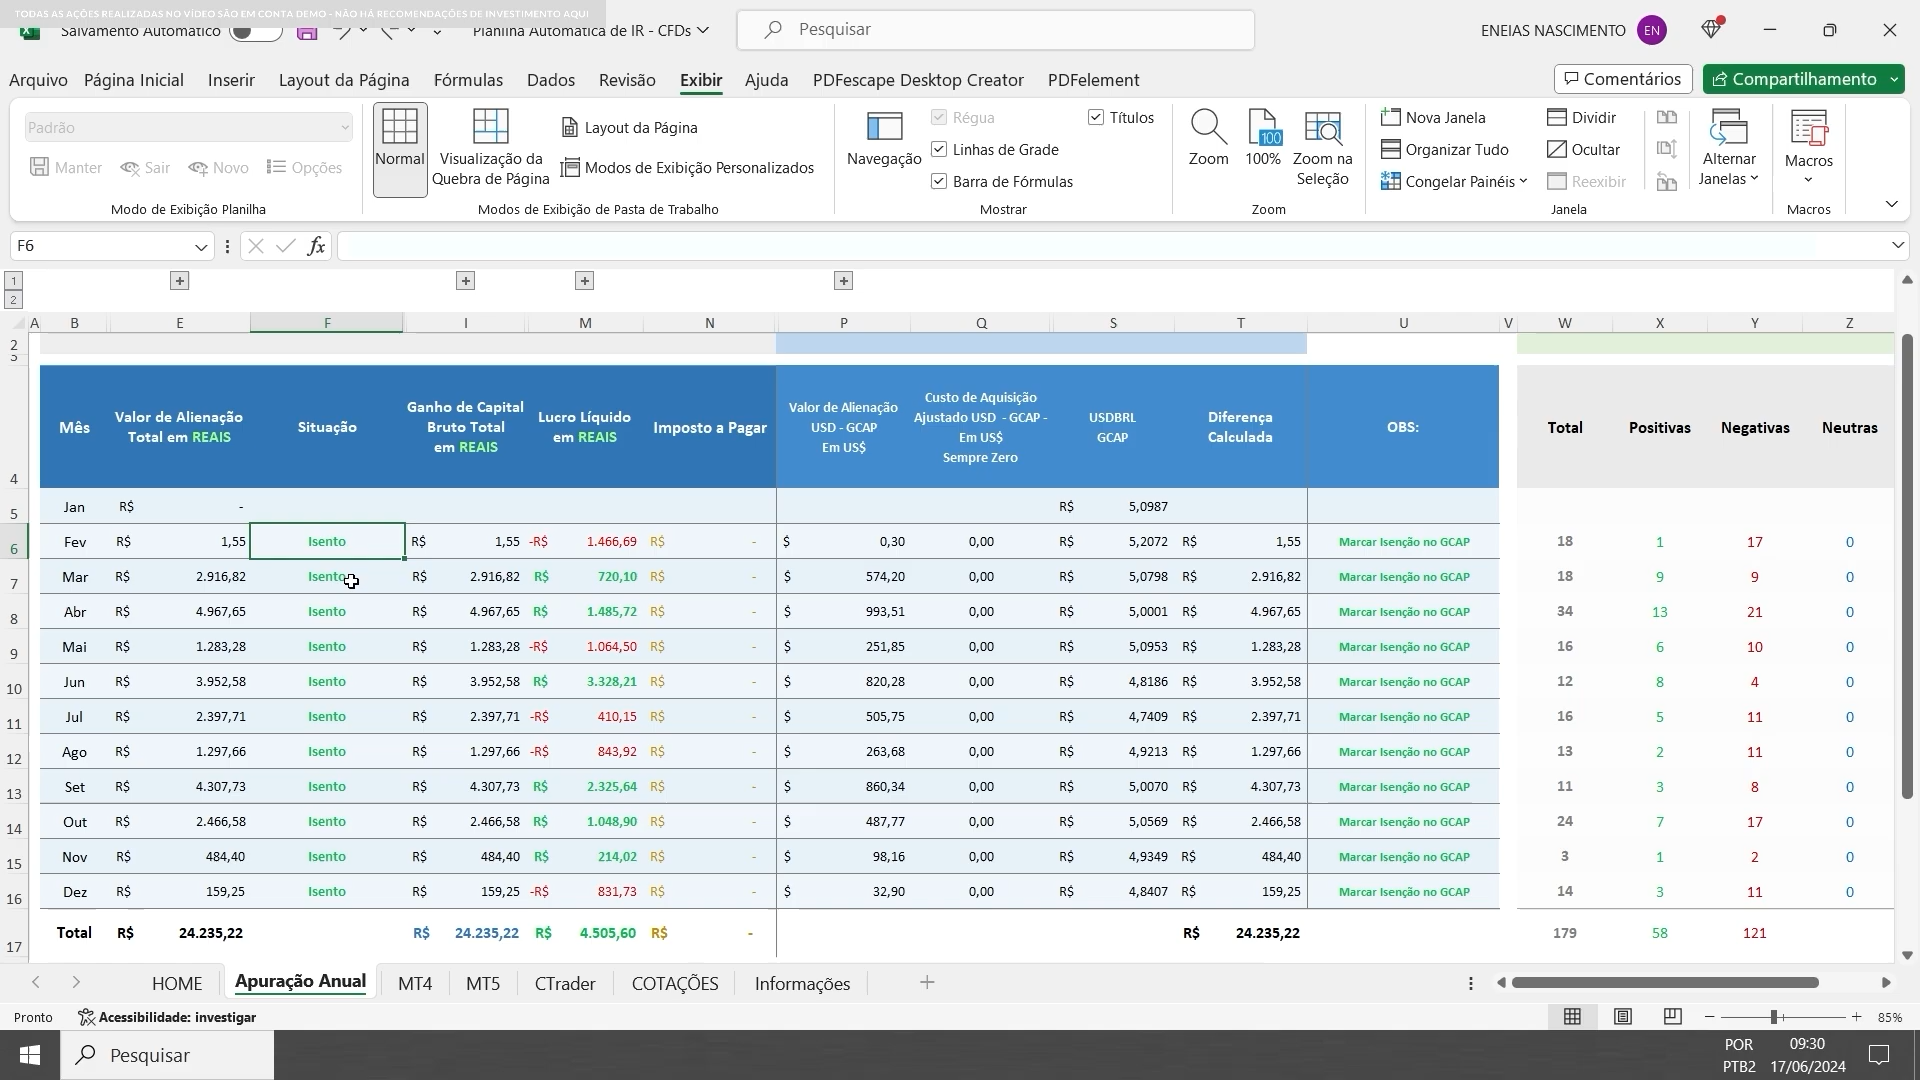 TODAS AS AÇÕES REALIZADAS NO VÍDEO SÃO EM CONTA DEMO - NÃO HÁ RECOMENDAÇÕES DE INVESTIMENTO AQUI
Salvamento Automático
Planilha Automática de IR - CFDs
Pesquisar
ENEIAS NASCIMENTO
EN
Arquivo Página Inicial Inserir Layout da Página Fórmulas Dados Revisão Exibir Ajuda PDFescape Desktop Creator PDFelement
Comentários
Compartilhamento
Padrão
Manter Sair Novo Opções
Modo de Exibição Planilha
Normal
Visualização da
Quebra de Página
Layout da Página
Modos de Exibição Personalizados
Modos de Exibição de Pasta de Trabalho
Navegação
Régua
Títulos
Linhas de Grade
Barra de Fórmulas
Mostrar
Zoom
100
100%
Zoom na
Seleção
Zoom
Nova Janela
Organizar Tudo
Congelar Painéis
Dividir
Ocultar
Reexibir
Alternar
Janelas
Janela
Macros
Macros
F6
fx
1
2
A B E F I M N P Q S T U V W X Y Z
2
3
4
Mês
Valor de Alienação
Total em REAIS
Situação
Ganho de Capital
Bruto Total
em REAIS
Lucro Líquido
em REAIS
Imposto a Pagar
Valor de Alienação
USD - GCAP
Em US$
Custo de Aquisição
Ajustado USD - GCAP -
Em US$
Sempre Zero
USDBRL
GCAP
Diferença
Calculada
OBS:
Total
Positivas
Negativas
Neutras
5 Jan R$ - R$ 5,0987
6 Fev R$ 1,55 Isento R$ 1,55 -R$ 1.466,69 R$ - $ 0,30 0,00 R$ 5,2072 R$ 1,55 Marcar Isenção no GCAP 18 1 17 0
7 Mar R$ 2.916,82 Isento R$ 2.916,82 R$ 720,10 R$ - $ 574,20 0,00 R$ 5,0798 R$ 2.916,82 Marcar Isenção no GCAP 18 9 9 0
8 Abr R$ 4.967,65 Isento R$ 4.967,65 R$ 1.485,72 R$ - $ 993,51 0,00 R$ 5,0001 R$ 4.967,65 Marcar Isenção no GCAP 34 13 21 0
9 Mai R$ 1.283,28 Isento R$ 1.283,28 -R$ 1.064,50 R$ - $ 251,85 0,00 R$ 5,0953 R$ 1.283,28 Marcar Isenção no GCAP 16 6 10 0
10 Jun R$ 3.952,58 Isento R$ 3.952,58 R$ 3.328,21 R$ - $ 820,28 0,00 R$ 4,8186 R$ 3.952,58 Marcar Isenção no GCAP 12 8 4 0
11 Jul R$ 2.397,71 Isento R$ 2.397,71 -R$ 410,15 R$ - $ 505,75 0,00 R$ 4,7409 R$ 2.397,71 Marcar Isenção no GCAP 16 5 11 0
12 Ago R$ 1.297,66 Isento R$ 1.297,66 -R$ 843,92 R$ - $ 263,68 0,00 R$ 4,9213 R$ 1.297,66 Marcar Isenção no GCAP 13 2 11 0
13 Set R$ 4.307,73 Isento R$ 4.307,73 R$ 2.325,64 R$ - $ 860,34 0,00 R$ 5,0070 R$ 4.307,73 Marcar Isenção no GCAP 11 3 8 0
14 Out R$ 2.466,58 Isento R$ 2.466,58 R$ 1.048,90 R$ - $ 487,77 0,00 R$ 5,0569 R$ 2.466,58 Marcar Isenção no GCAP 24 7 17 0
15 Nov R$ 484,40 Isento R$ 484,40 R$ 214,02 R$ - $ 98,16 0,00 R$ 4,9349 R$ 484,40 Marcar Isenção no GCAP 3 1 2 0
16 Dez R$ 159,25 Isento R$ 159,25 -R$ 831,73 R$ - $ 32,90 0,00 R$ 4,8407 R$ 159,25 Marcar Isenção no GCAP 14 3 11 0
17 Total R$ 24.235,22 R$ 24.235,22 R$ 4.505,60 R$ - R$ 24.235,22 179 58 121
HOME Apuração Anual MT4 MT5 CTrader COTAÇÕES Informações
Pronto Acessibilidade: investigar 85%
Pesquisar
POR
PTB2
09:30
17/06/2024